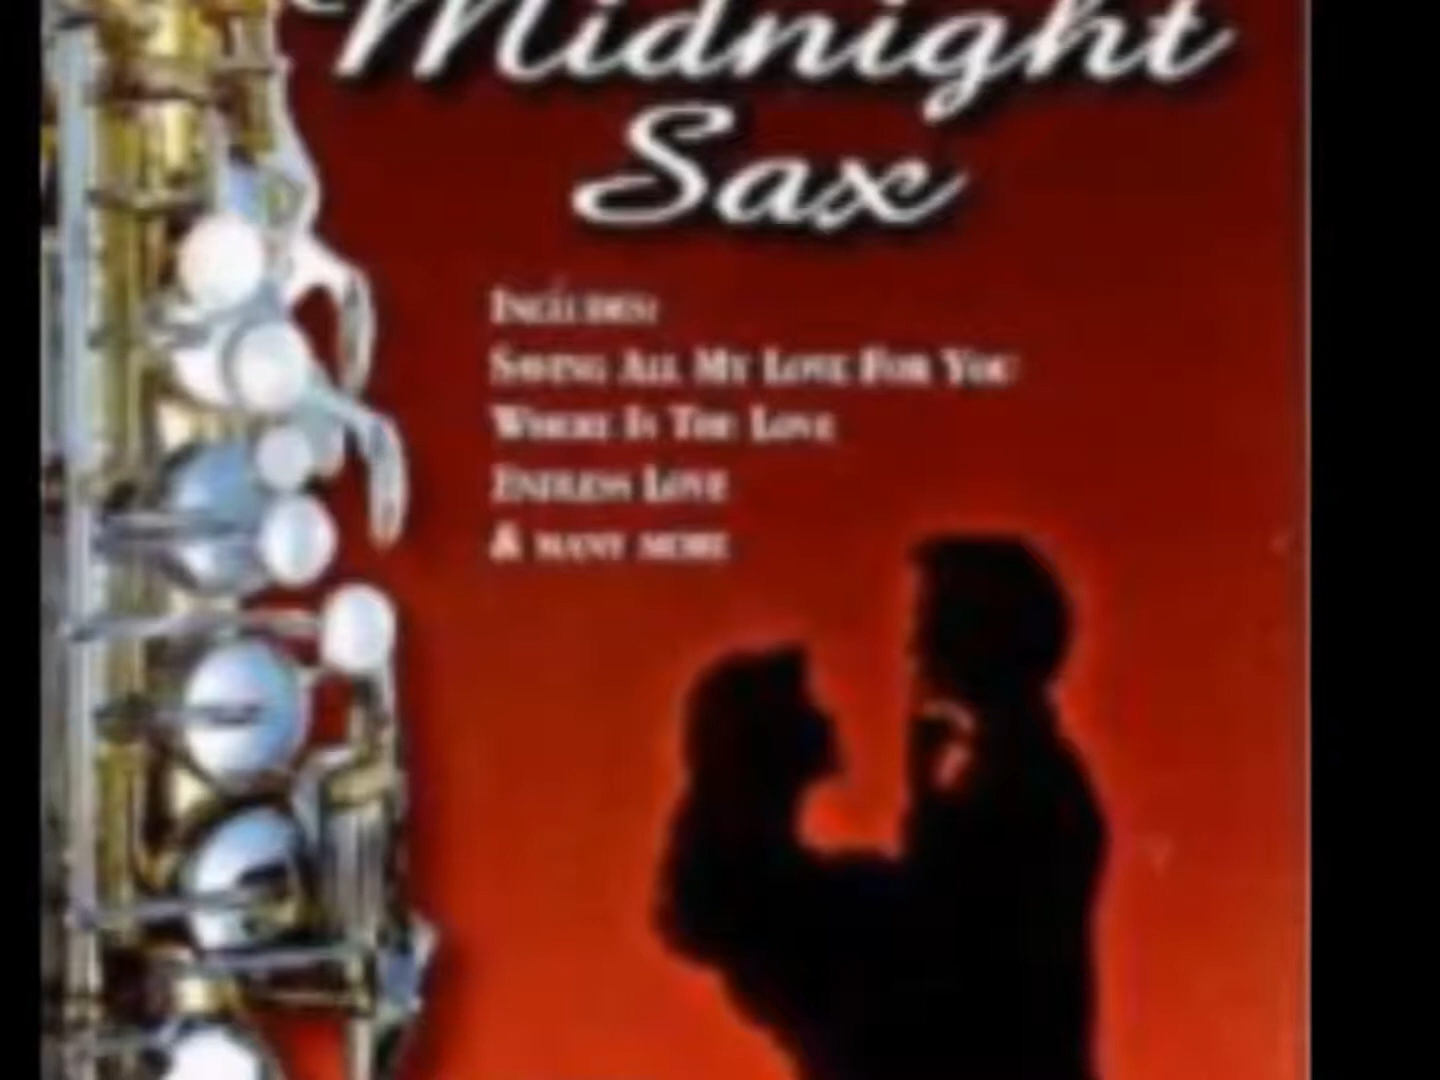 Midnight
Sax
INCLUDES:
SAVING ALL MY LOVE FOR YOU
WHERE IS THE LOVE
ENDLESS LOVE
& MANY MORE